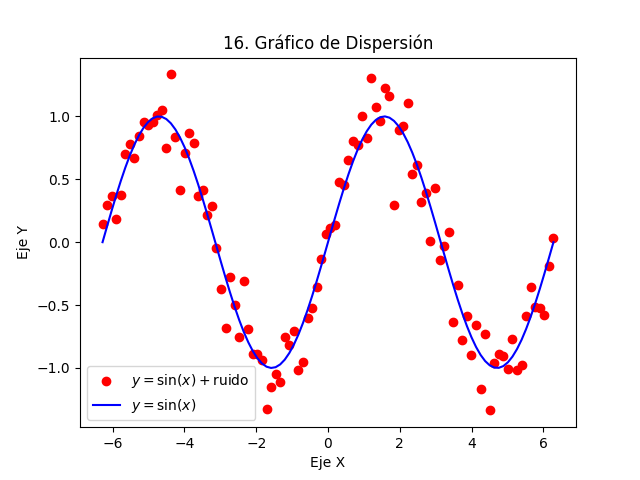 16. Gráfico de Dispersión
Eje Y
1.0
0.5
0.0
−0.5
−1.0
y = sin(x) + ruido
y = sin(x)
−6 −4 −2 0 2 4 6
Eje X